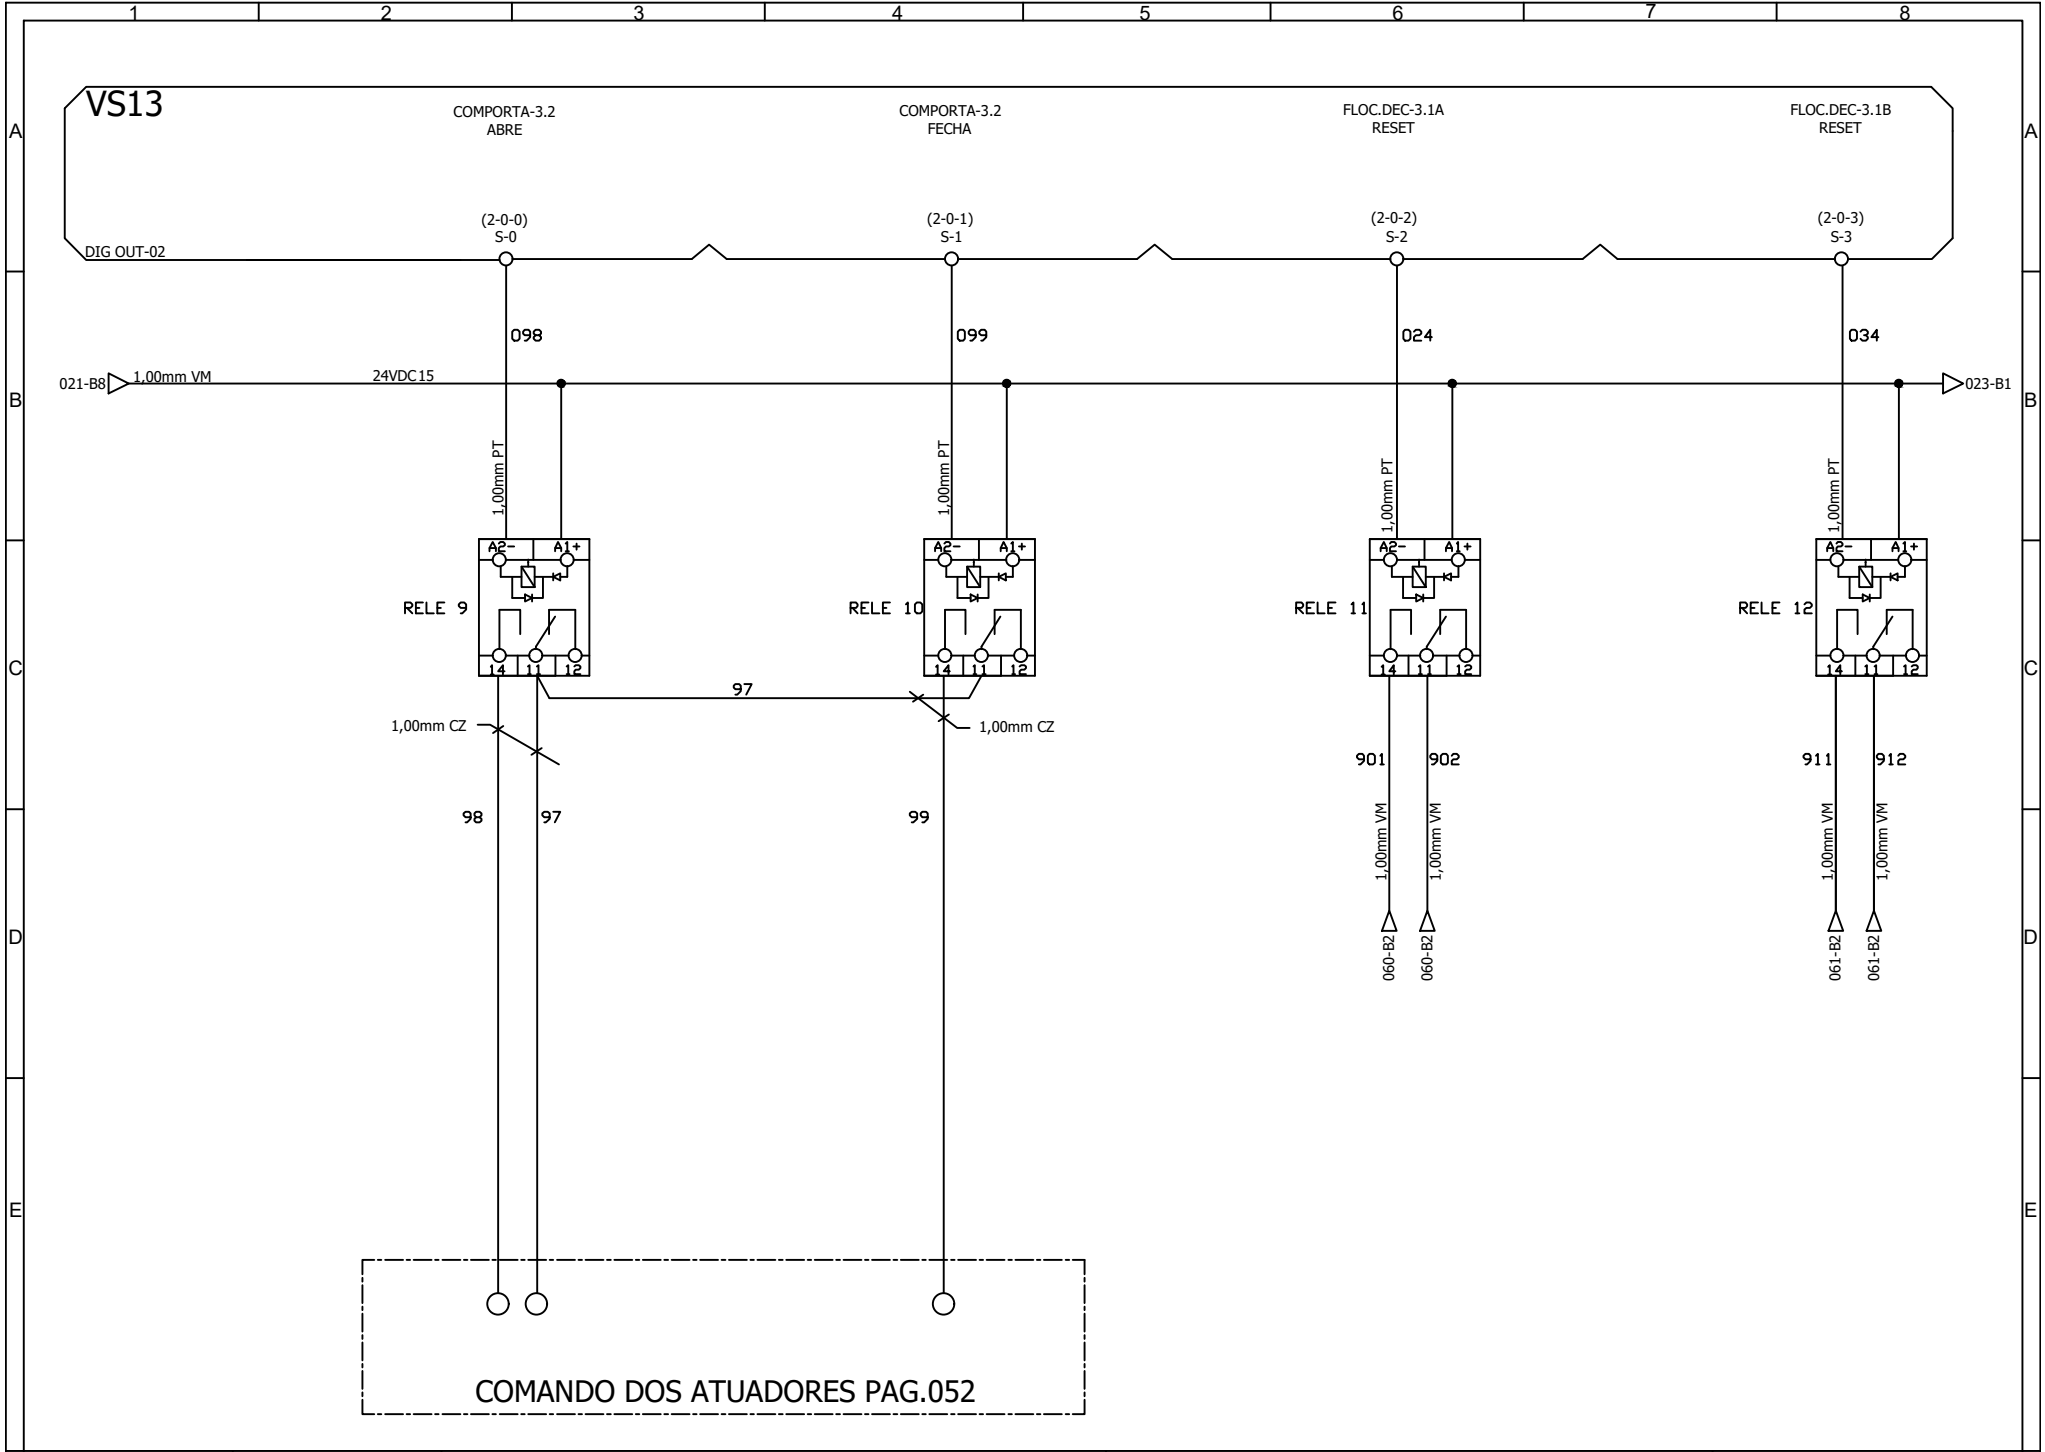 1 2 3 4 5 6 7 8
A A
VS13
COMPORTA-3.2
ABRE
COMPORTA-3.2
FECHA
FLOC.DEC-3.1A
RESET
FLOC.DEC-3.1B
RESET
(2-0-0)
S-0
(2-0-1)
S-1
(2-0-2)
S-2
(2-0-3)
S-3
DIG OUT-02
098 099 024 034
021-B8 1,00mm VM 24VDC15 023-B1
B B
1,00mm PT 1,00mm PT 1,00mm PT 1,00mm PT
A2- A1+ A2- A1+ A2- A1+ A2- A1+
RELE 9 RELE 10 RELE 11 RELE 12
14 11 12 14 11 12 14 11 12 14 11 12
C C
97
1,00mm CZ 1,00mm CZ
901 902 911 912
98 97 99
1,00mm VM 1,00mm VM 1,00mm VM 1,00mm VM
D D
060-B2 060-B2 061-B2 061-B2
E E
COMANDO DOS ATUADORES PAG.052